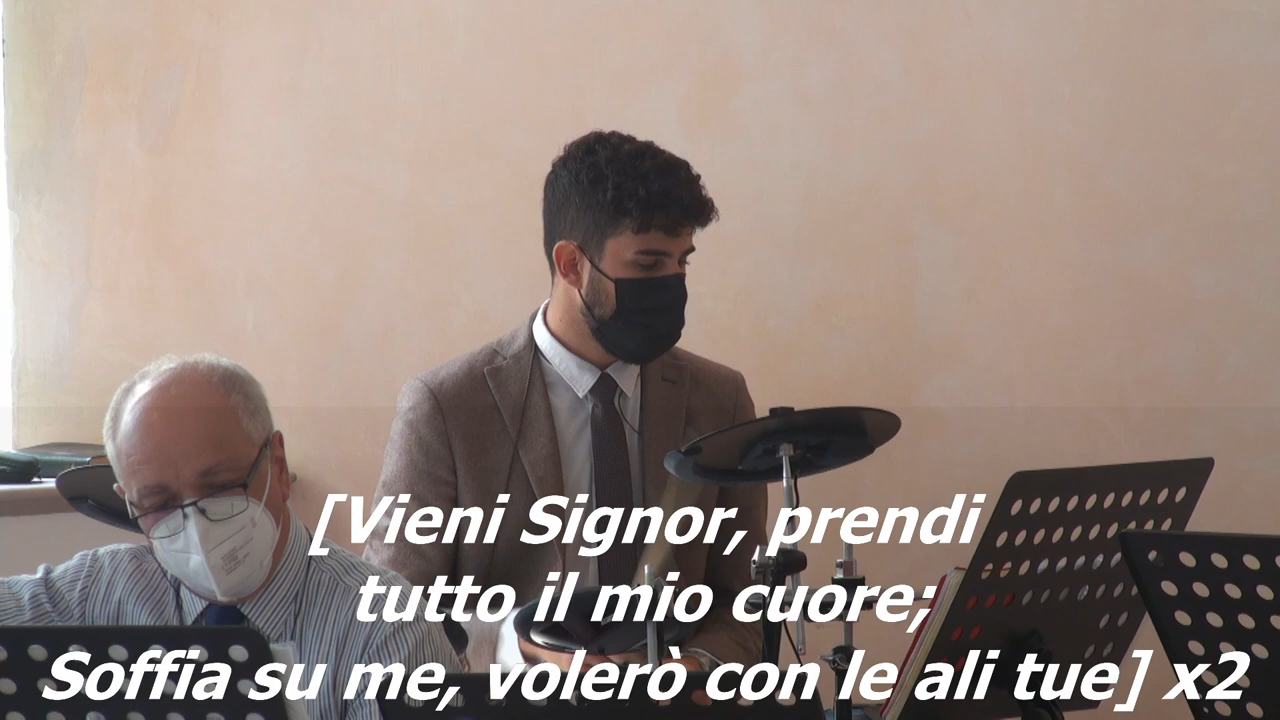 [Vieni Signor, prendi
tutto il mio cuore;
Soffia su me, volerò con le ali tue] x2